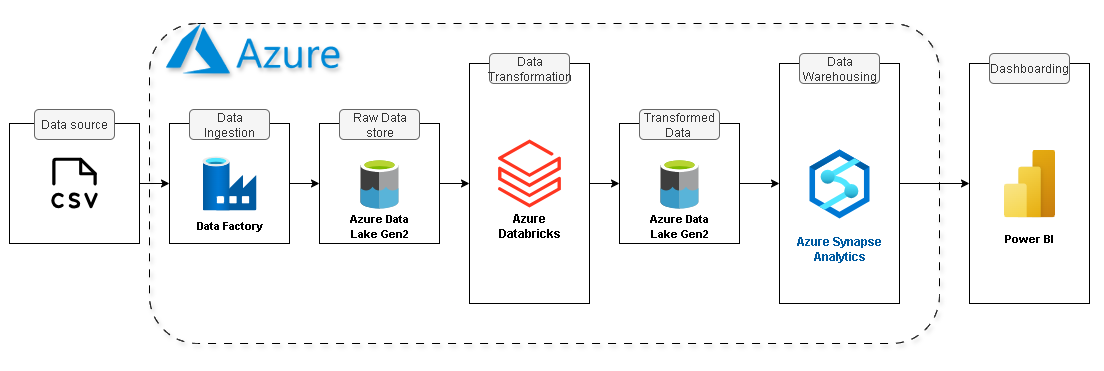 Azure
Data source
CSV
Data
Ingestion
Data Factory
Raw Data
store
Azure Data
Lake Gen2
Data
Transformation
Azure
Databricks
Transformed
Data
Azure Data
Lake Gen2
Data
Warehousing
Azure Synapse
Analytics
Dashboarding
Power BI